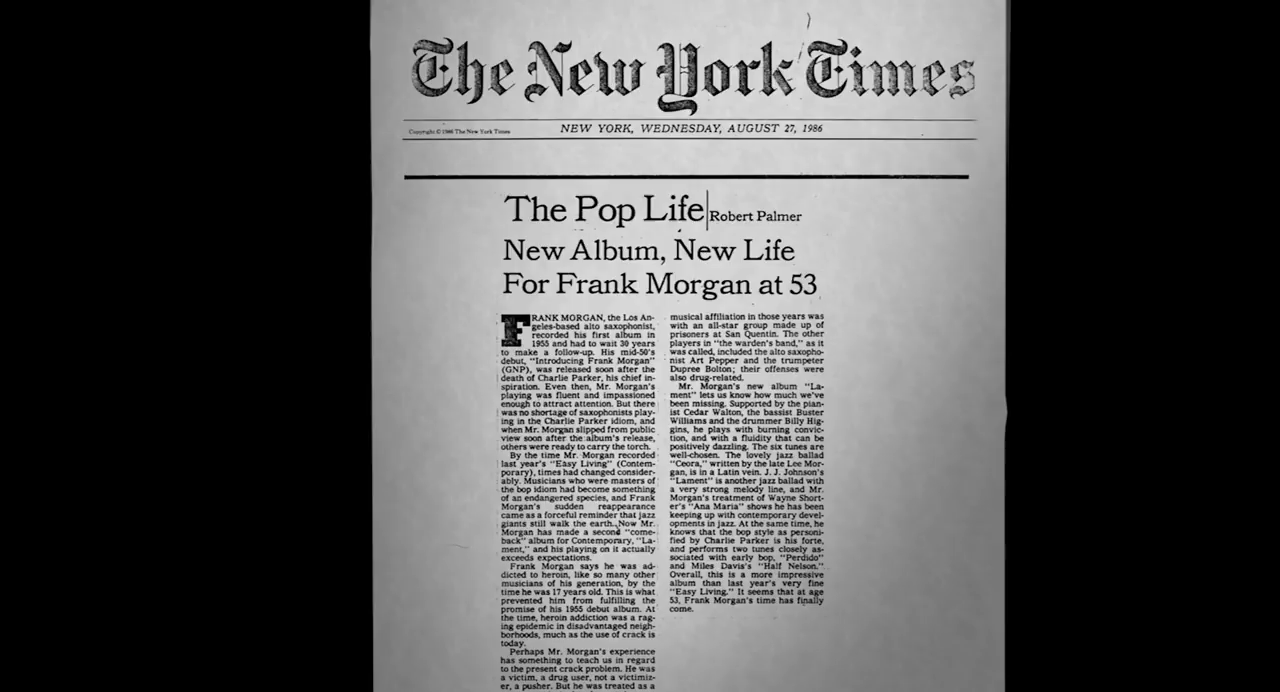 The New York Times
Copyright © 1986 The New York Times
NEW YORK, WEDNESDAY, AUGUST 27, 1986
The Pop Life
Robert Palmer
New Album, New Life
For Frank Morgan at 53
FRANK MORGAN, the Los An-
geles-based alto saxophonist,
recorded his first album in
1955 and had to wait 30 years
to make a follow-up. His mid-50's
debut, "Introducing Frank Morgan"
(GNP), was released soon after the
death of Charlie Parker, his chief in-
spiration. Even then, Mr. Morgan's
playing was fluent and impassioned
enough to attract attention. But there
was no shortage of saxophonists play-
ing in the Charlie Parker idiom, and
when Mr. Morgan slipped from public
view soon after the album's release,
others were ready to carry the torch.
By the time Mr. Morgan recorded
last year's "Easy Living" (Contem-
porary), times had changed consider-
ably. Musicians who were masters of
the bop idiom had become something
of an endangered species, and Frank
Morgan's sudden reappearance
came as a forceful reminder that jazz
giants still walk the earth. Now Mr.
Morgan has made a second "come-
back" album for Contemporary, "La-
ment," and his playing on it actually
exceeds expectations.
Frank Morgan says he was ad-
dicted to heroin, like so many other
musicians of his generation, by the
time he was 17 years old. This is what
prevented him from fulfilling the
promise of his 1955 debut album. At
the time, heroin addiction was a rag-
ing epidemic in disadvantaged neigh-
borhoods, much as the use of crack is
today.
Perhaps Mr. Morgan's experience
has something to teach us in regard
to the present crack problem. He was
a victim, a drug user, not a victimiz-
er, a pusher. But he was treated as a
musical affiliation in those years was
with an all-star group made up of
prisoners at San Quentin. The other
players in "the warden's band," as it
was called, included the alto saxopho-
nist Art Pepper and the trumpeter
Dupree Bolton; their offenses were
also drug-related.
Mr. Morgan's new album "La-
ment" lets us know how much we've
been missing. Supported by the pian-
ist Cedar Walton, the bassist Buster
Williams and the drummer Billy Hig-
gins, he plays with burning convic-
tion, and with a fluidity that can be
positively dazzling. The six tunes are
well-chosen. The lovely jazz ballad
"Ceora," written by the late Lee Mor-
gan, is in a Latin vein. J. J. Johnson's
"Lament" is another jazz ballad with
a very strong melody line, and Mr.
Morgan's treatment of Wayne Short-
er's "Ana Maria" shows he has been
keeping up with contemporary devel-
opments in jazz. At the same time, he
knows that the bop style as personi-
fied by Charlie Parker is his forte,
and performs two tunes closely as-
sociated with early bop, "Perdido"
and Miles Davis's "Half Nelson."
Overall, this is a more impressive
album than last year's very fine
"Easy Living." It seems that at age
53, Frank Morgan's time has finally
come.